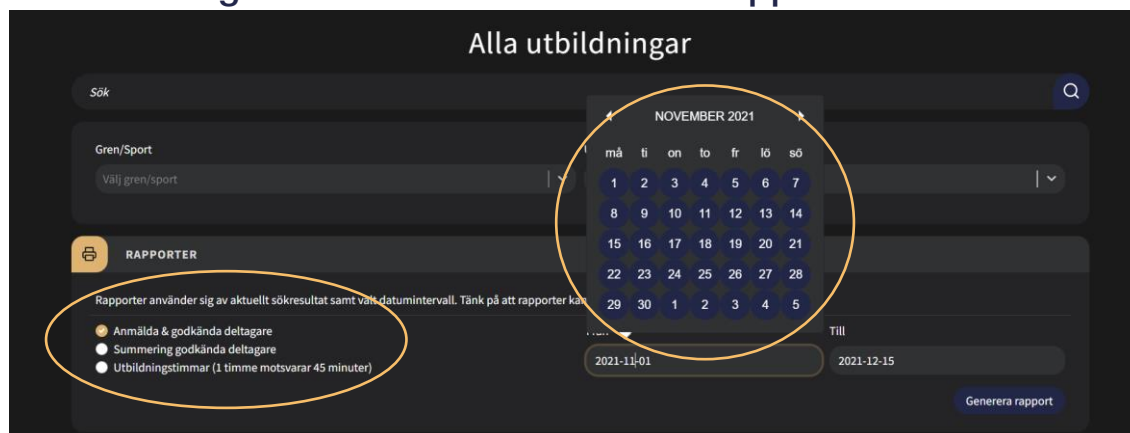 Alla utbildningar
Sök
Gren/Sport
Välj gren/sport
NOVEMBER 2021
må ti on to fr lö sö
1 2 3 4 5 6 7
8 9 10 11 12 13 14
15 16 17 18 19 20 21
22 23 24 25 26 27 28
29 30 1 2 3 4 5
RAPPORTER
Rapporter använder sig av aktuellt sökresultat samt valt datumintervall. Tänk på att rapporter
Anmälda & godkända deltagare
Summering godkända deltagare
Utbildningstimmar (1 timme motsvarar 45 minuter)
Till
2021-11-01
2021-12-15
Generera rapport